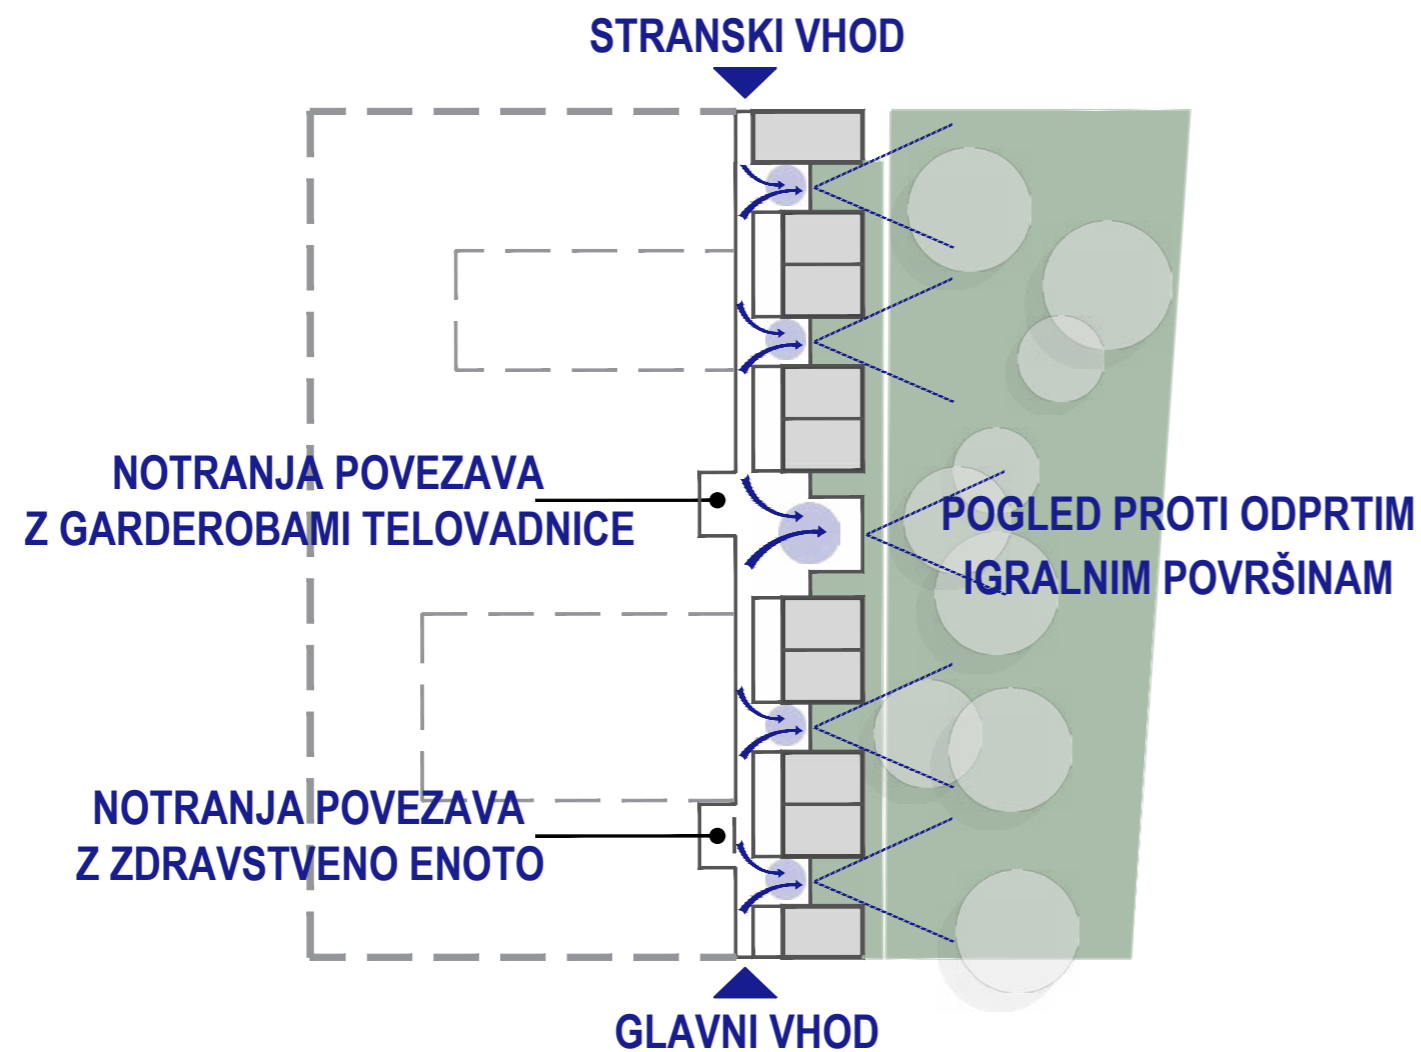 STRANSKI VHOD
NOTRANJA POVEZAVA
Z GARDEROBAMI TELOVADNICE
POGLED PROTI ODPRTIM
IGRALNIM POVRŠINAM
NOTRANJA POVEZAVA
Z ZDRAVSTVENO ENOTO
GLAVNI VHOD